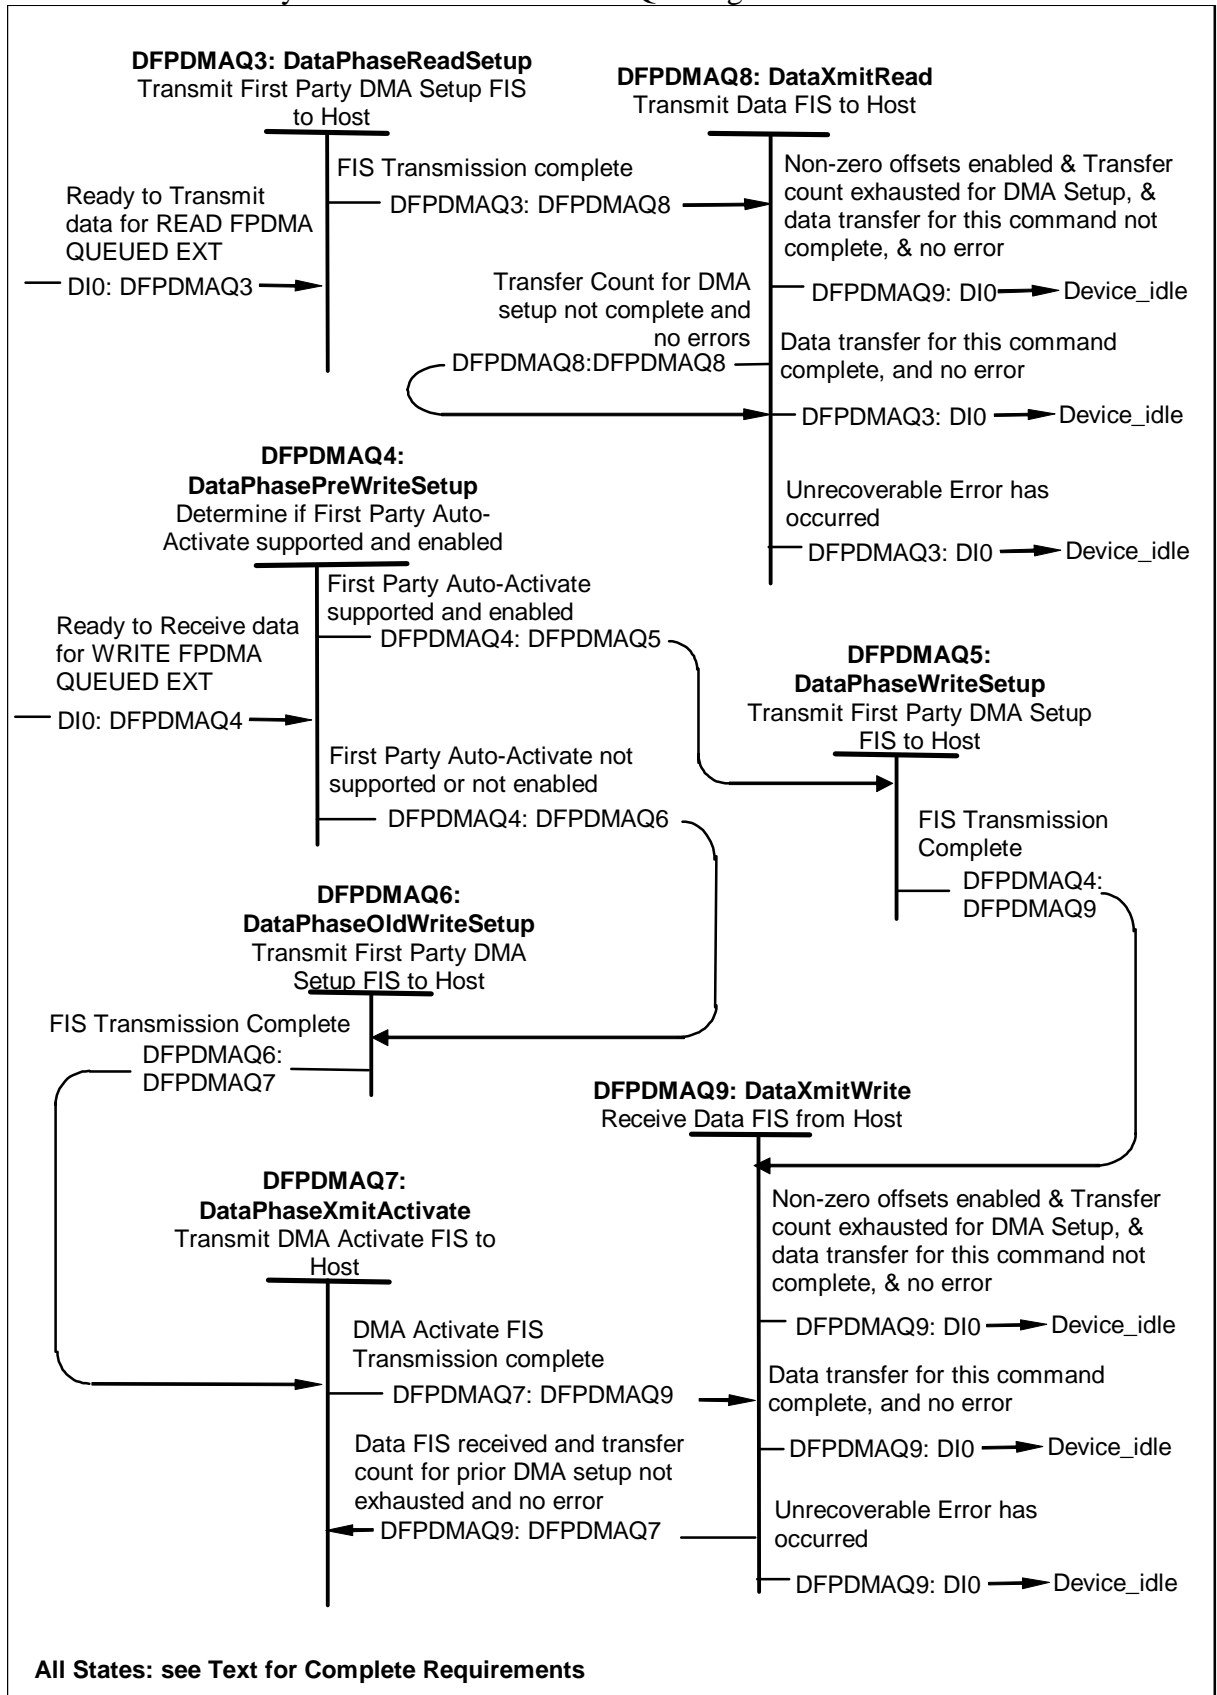 DFPDMAQ3: DataPhaseReadSetup
Transmit First Party DMA Setup FIS
to Host
FIS Transmission complete
DFPDMAQ3: DFPDMAQ8
Ready to Transmit
data for READ FPDMA
QUEUED EXT
DI0: DFPDMAQ3
DFPDMAQ8: DataXmitRead
Transmit Data FIS to Host
Non-zero offsets enabled & Transfer
count exhausted for DMA Setup, &
data transfer for this command not
complete, & no error
DFPDMAQ9: DI0
Device_idle
Transfer Count for DMA
setup not complete and
no errors
DFPDMAQ8:DFPDMAQ8
Data transfer for this command
complete, and no error
DFPDMAQ3: DI0
Device_idle
Unrecoverable Error has
occurred
DFPDMAQ3: DI0
Device_idle
DFPDMAQ4:
DataPhasePreWriteSetup
Determine if First Party Auto-
Activate supported and enabled
First Party Auto-Activate
supported and enabled
DFPDMAQ4: DFPDMAQ5
Ready to Receive data
for WRITE FPDMA
QUEUED EXT
DI0: DFPDMAQ4
First Party Auto-Activate not
supported or not enabled
DFPDMAQ4: DFPDMAQ6
DFPDMAQ5:
DataPhaseWriteSetup
Transmit First Party DMA Setup
FIS to Host
FIS Transmission
Complete
DFPDMAQ4:
DFPDMAQ9
DFPDMAQ6:
DataPhaseOldWriteSetup
Transmit First Party DMA
Setup FIS to Host
FIS Transmission Complete
DFPDMAQ6:
DFPDMAQ7
DFPDMAQ9: DataXmitWrite
Receive Data FIS from Host
Non-zero offsets enabled & Transfer
count exhausted for DMA Setup, &
data transfer for this command not
complete, & no error
DFPDMAQ9: DI0
Device_idle
DFPDMAQ7:
DataPhaseXmitActivate
Transmit DMA Activate FIS to
Host
DMA Activate FIS
Transmission complete
DFPDMAQ7: DFPDMAQ9
Data transfer for this command
complete, and no error
DFPDMAQ9: DI0
Device_idle
Data FIS received and transfer
count for prior DMA setup not
exhausted and no error
DFPDMAQ9: DFPDMAQ7
Unrecoverable Error has
occurred
DFPDMAQ9: DI0
Device_idle
All States: see Text for Complete Requirements